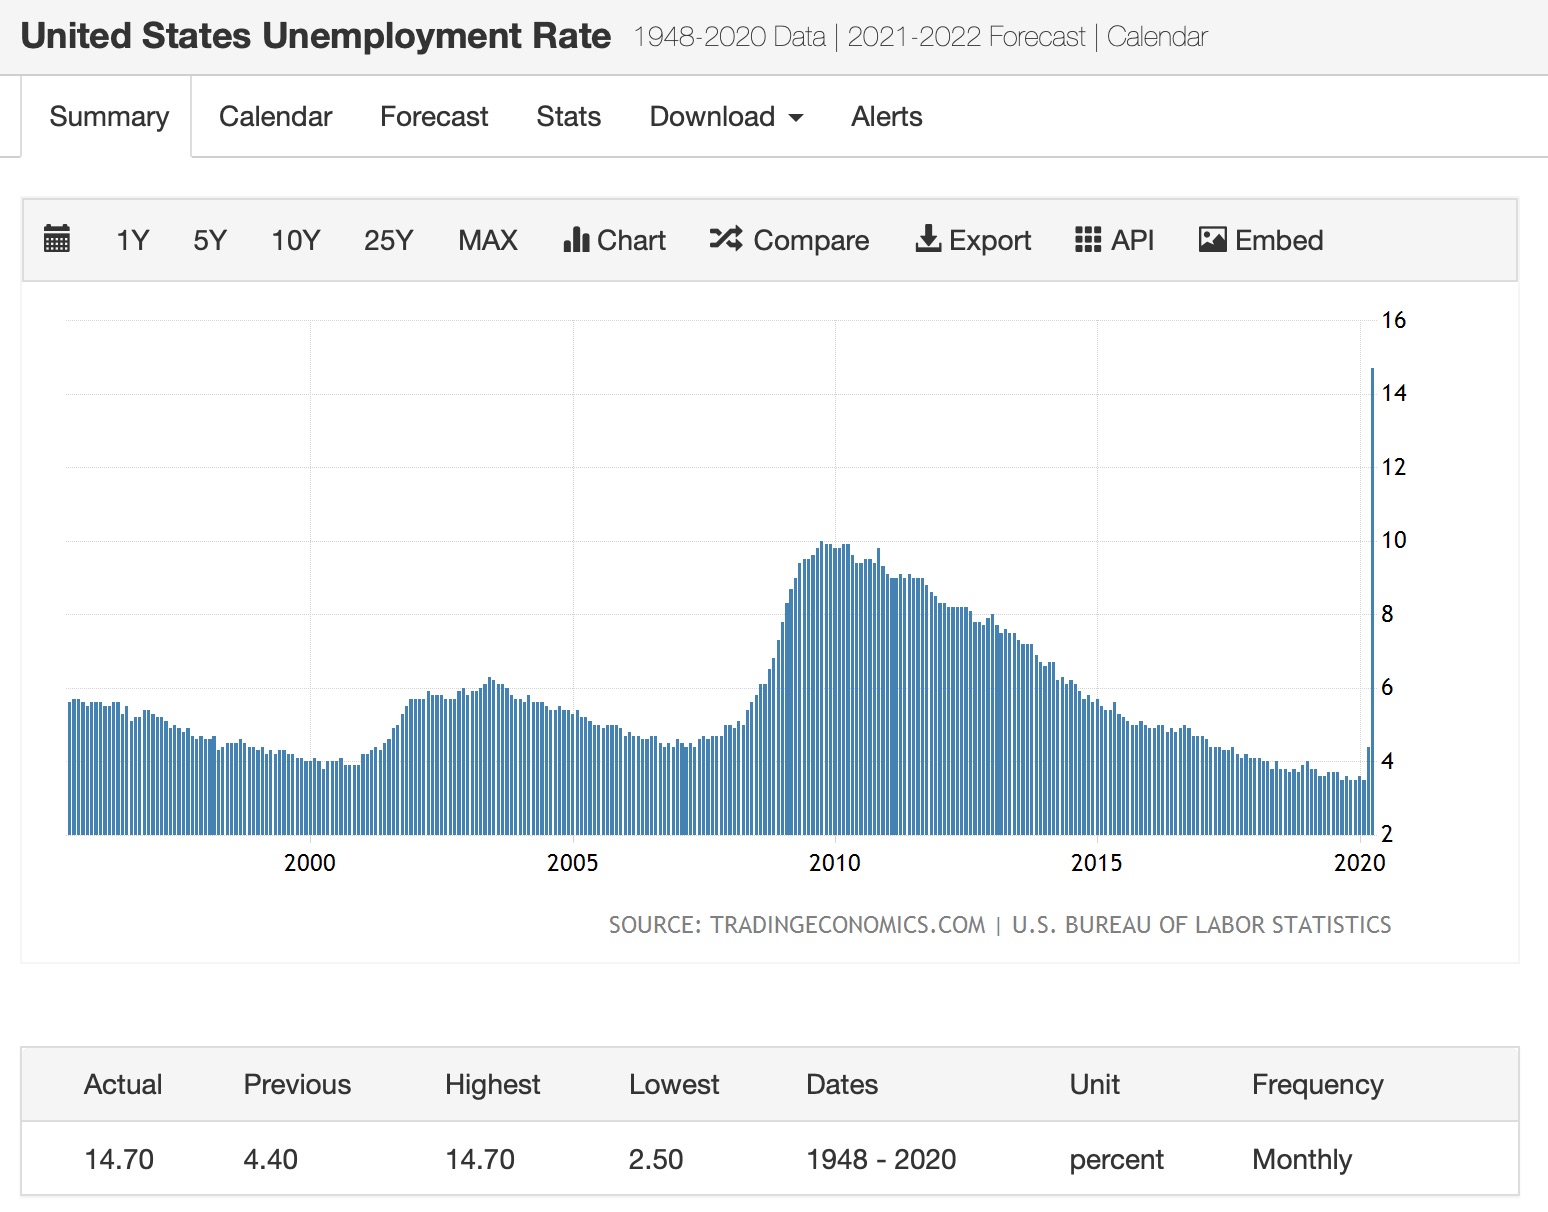 United States Unemployment Rate 1948-2020 Data | 2021-2022 Forecast | Calendar
Summary Calendar Forecast Stats Download Alerts
1Y 5Y 10Y 25Y MAX Chart Compare Export API Embed
16
14
12
10
8
6
4
2
2000 2005 2010 2015 2020
SOURCE: TRADINGECONOMICS.COM | U.S. BUREAU OF LABOR STATISTICS
Actual Previous Highest Lowest Dates Unit Frequency
14.70 4.40 14.70 2.50 1948 - 2020 percent Monthly